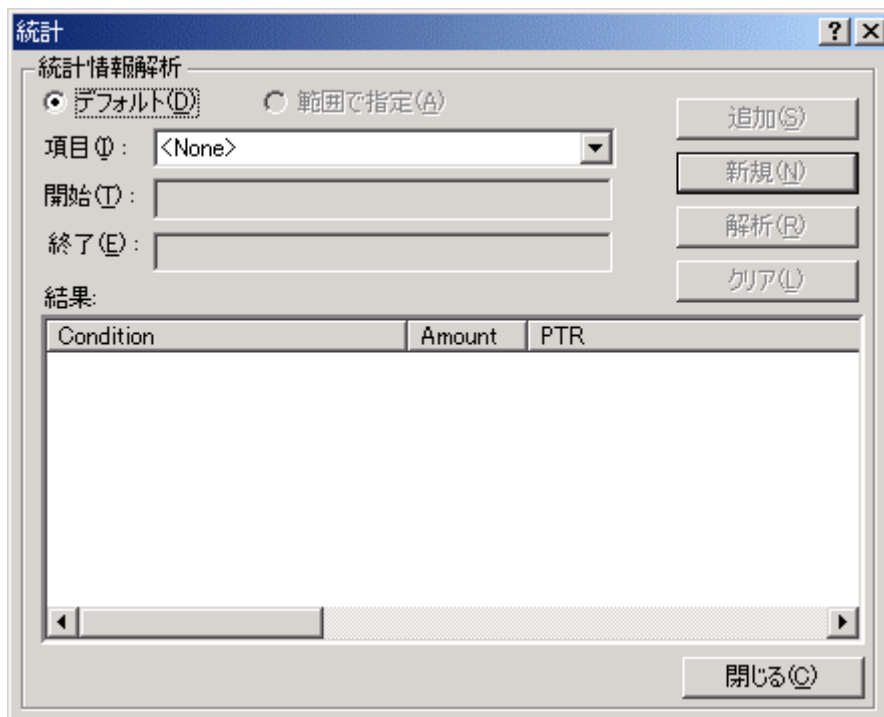 統計
統計情報解析
デフォルト(D) 範囲で指定(A)
追加(S)
項目(I): <None>
新規(N)
開始(T):
解析(R)
終了(E):
クリア(L)
結果:
Condition Amount PTR
閉じる(C)